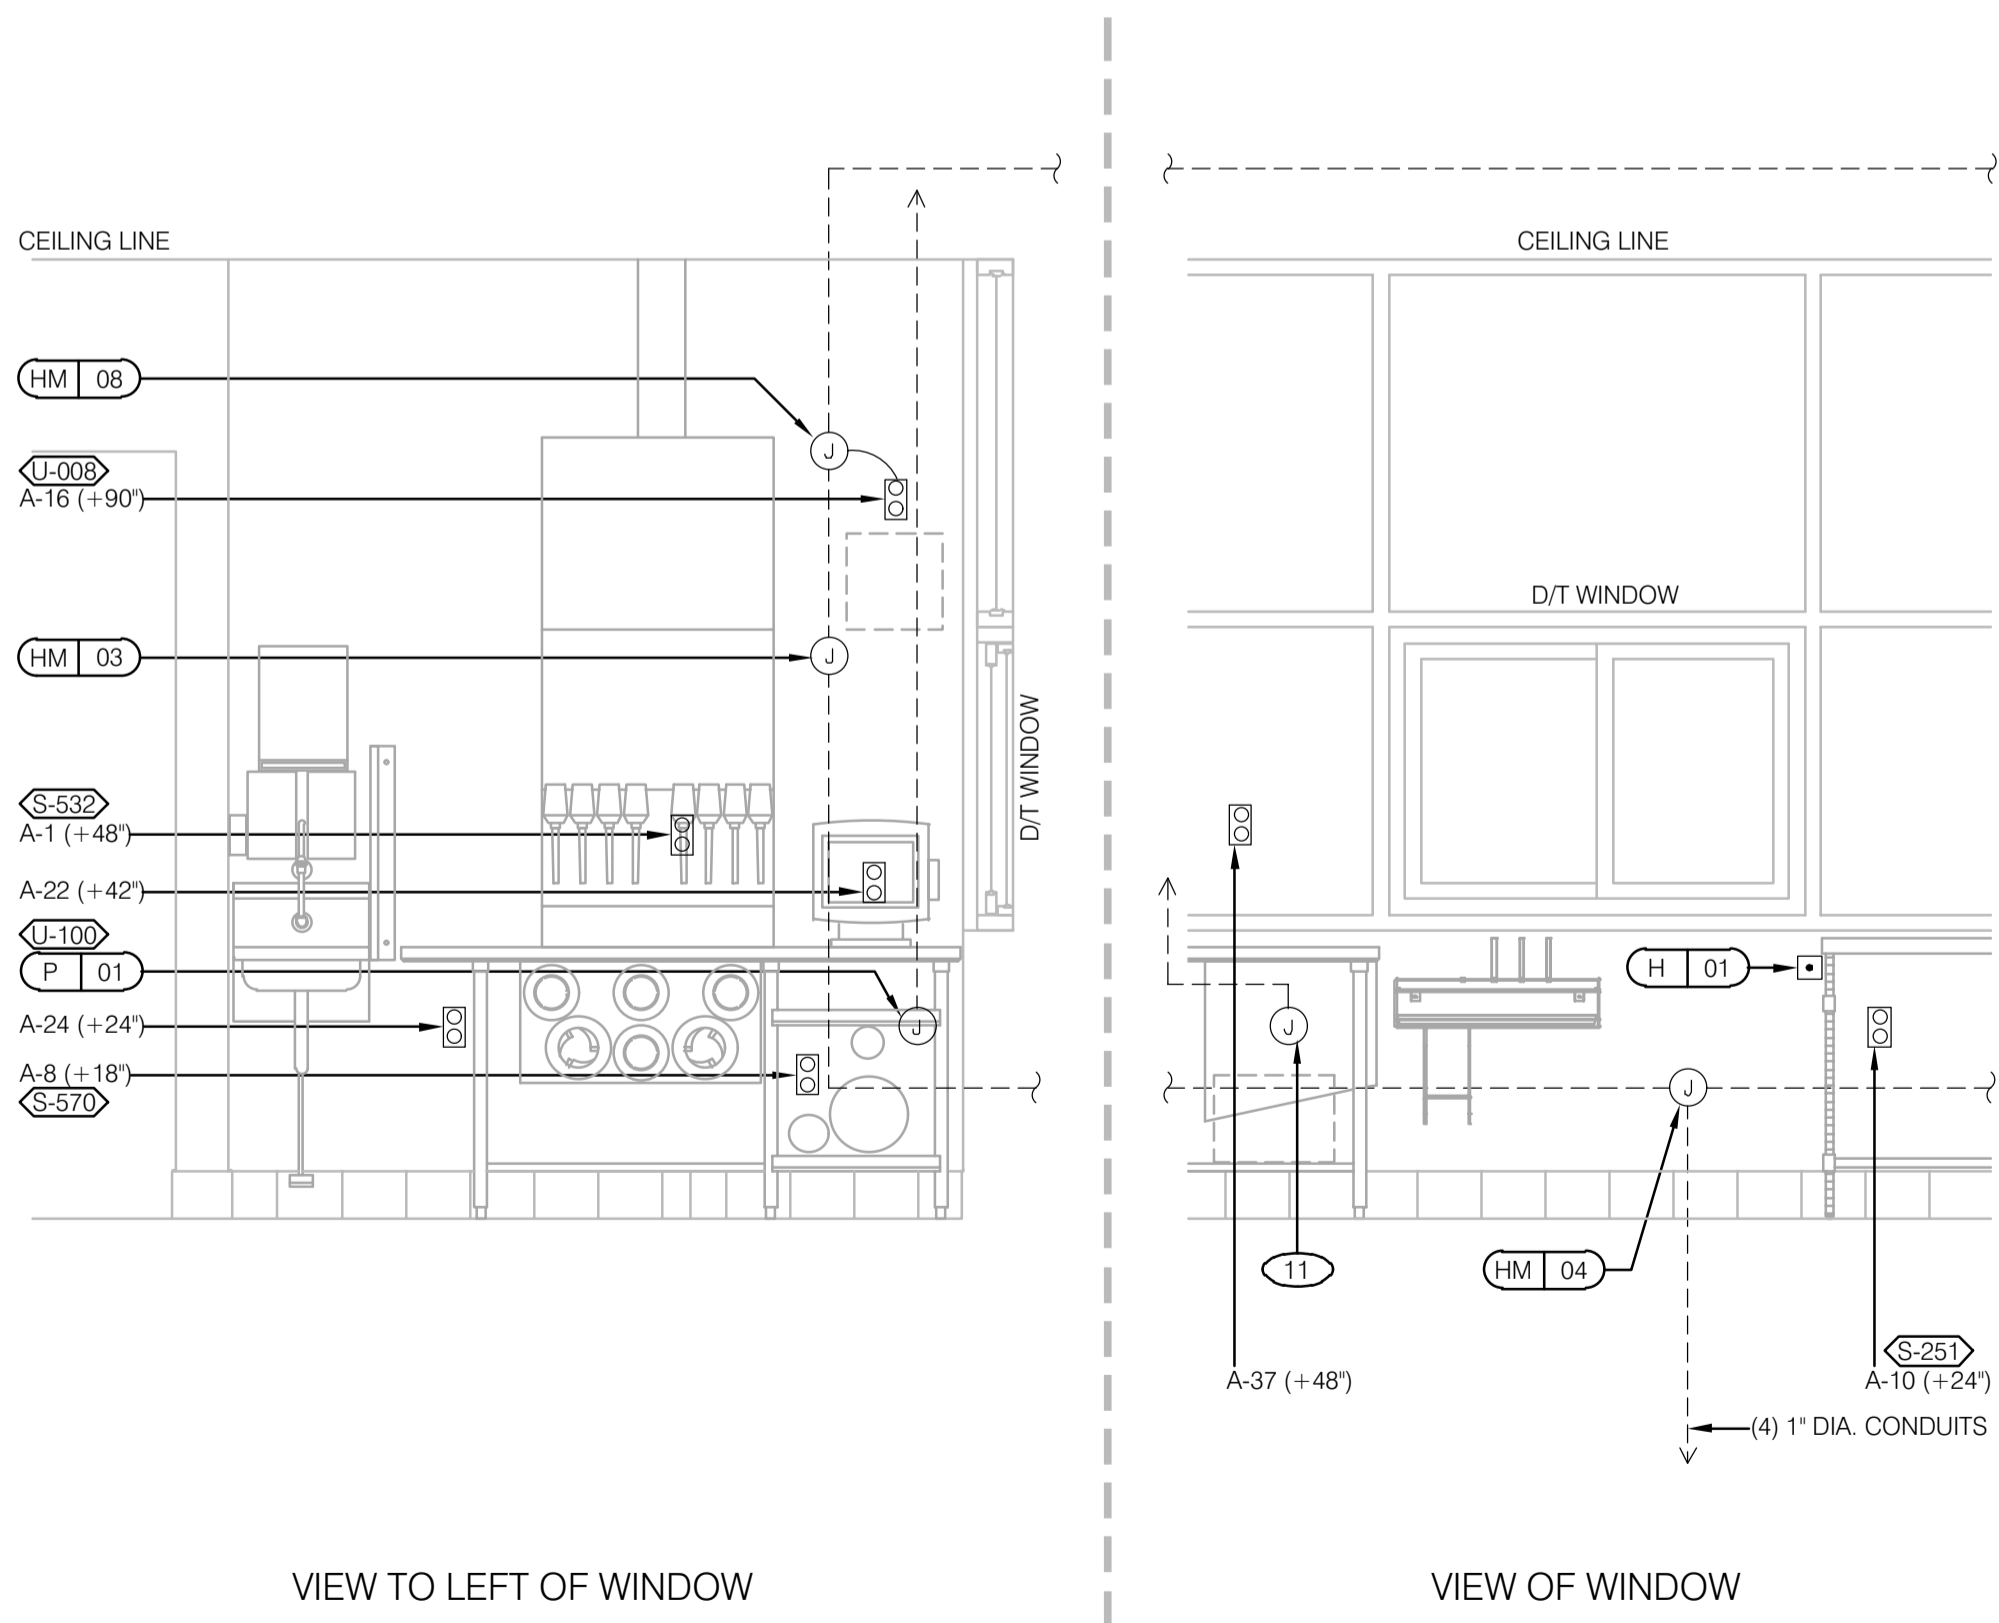 CEILING LINE
HM 08
J
U-008
A-16 (+90")
HM 03
J
D/T WINDOW
S-532
A-1 (+48")
A-22 (+42")
U-100
P 01
A-24 (+24")
J
A-8 (+18")
S-570
VIEW TO LEFT OF WINDOW
CEILING LINE
D/T WINDOW
H 01
J
J
11
HM 04
S-251
A-37 (+48")
A-10 (+24")
(4) 1" DIA. CONDUITS
VIEW OF WINDOW